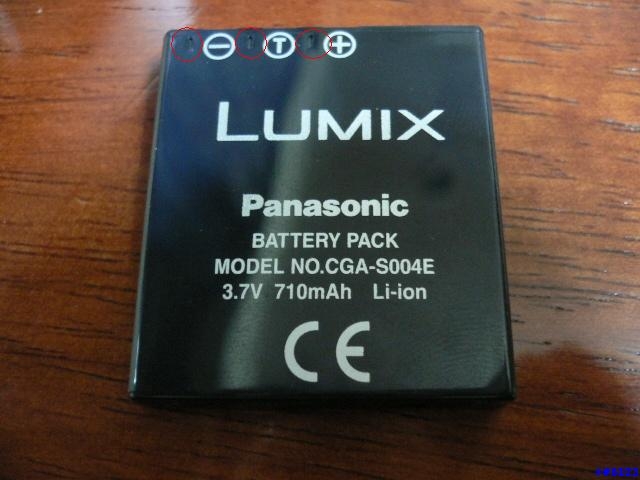 − T +
LUMIX
Panasonic
BATTERY PACK
MODEL NO.CGA-S004E
3.7V 710mAh Li-ion
CE